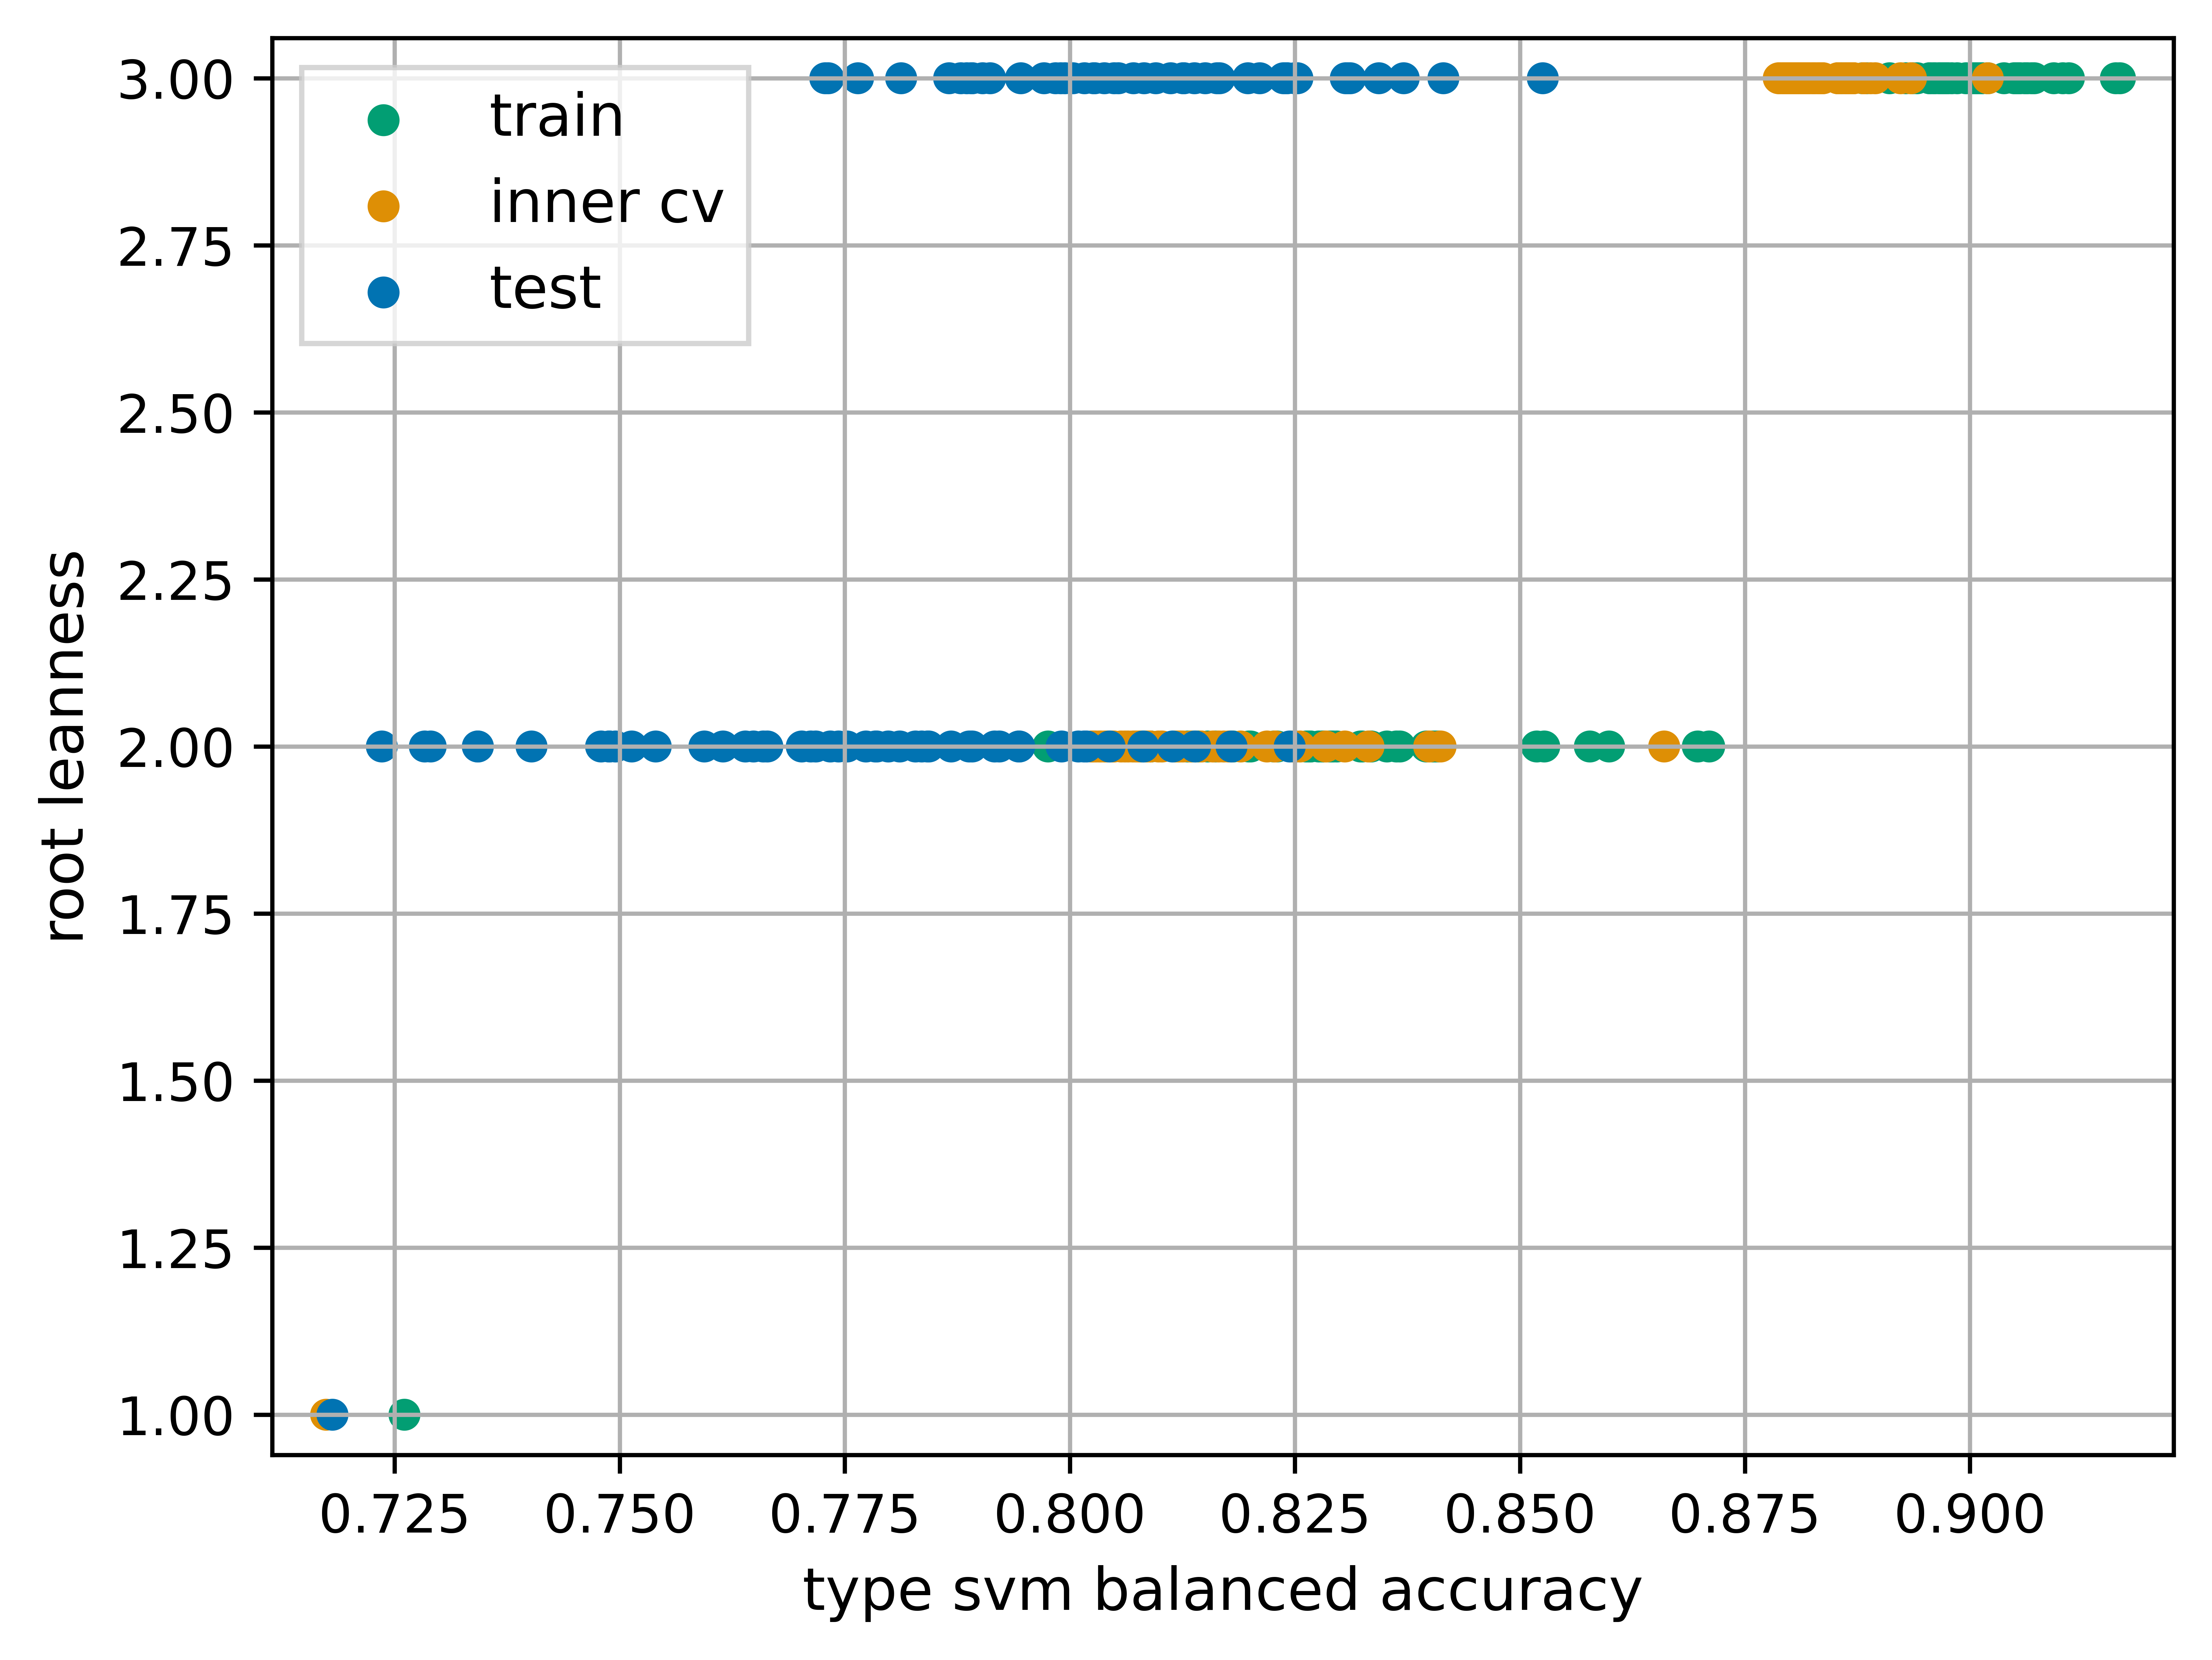 3.00
2.75
2.50
2.25
2.00
1.75
1.50
1.25
1.00
root leanness
train
inner cv
test
0.725 0.750 0.775 0.800 0.825 0.850 0.875 0.900
type svm balanced accuracy